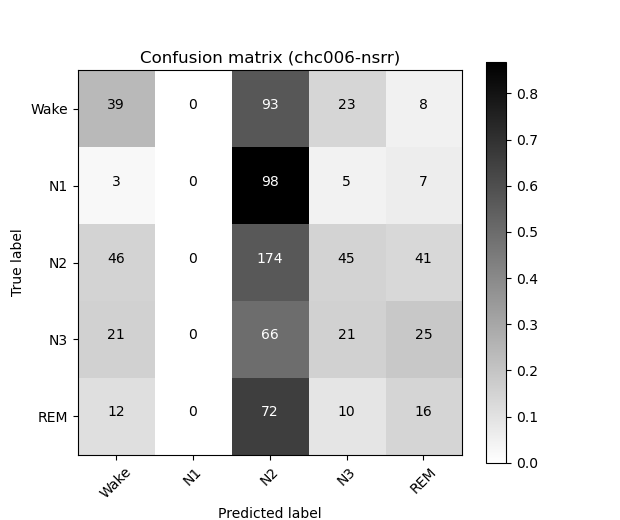 Confusion matrix (chc006-nsrr)
Wake 39 0 93 23 8
N1 3 0 98 5 7
N2 46 0 174 45 41
N3 21 0 66 21 25
REM 12 0 72 10 16
True label
Wake N1 N2 N3 REM
Predicted label
0.8
0.7
0.6
0.5
0.4
0.3
0.2
0.1
0.0